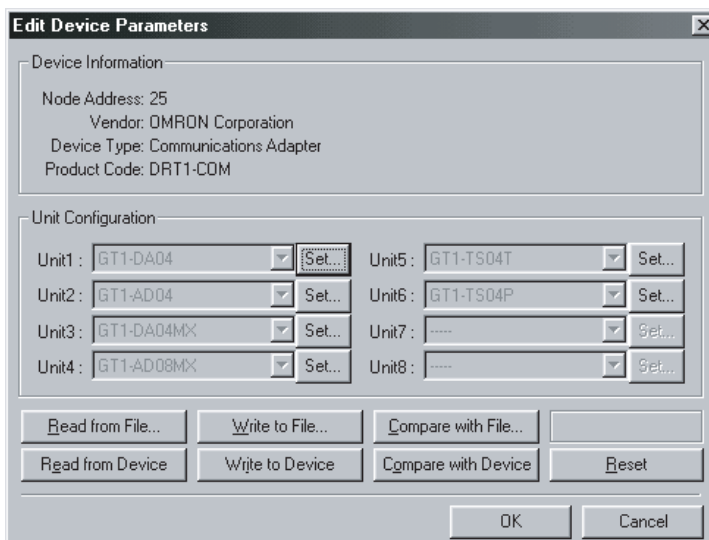 Edit Device Parameters
Device Information
Node Address: 25
Vendor: OMRON Corporation
Device Type: Communications Adapter
Product Code: DRT1-COM
Unit Configuration
Unit1 : GT1-DA04 Set... Unit5 : GT1-TS04T Set...
Unit2 : GT1-AD04 Set... Unit6 : GT1-TS04P Set...
Unit3 : GT1-DA04MX Set... Unit7 : ----- Set...
Unit4 : GT1-AD08MX Set... Unit8 : ----- Set...
Read from File... Write to File... Compare with File...
Read from Device Write to Device Compare with Device Reset
OK Cancel